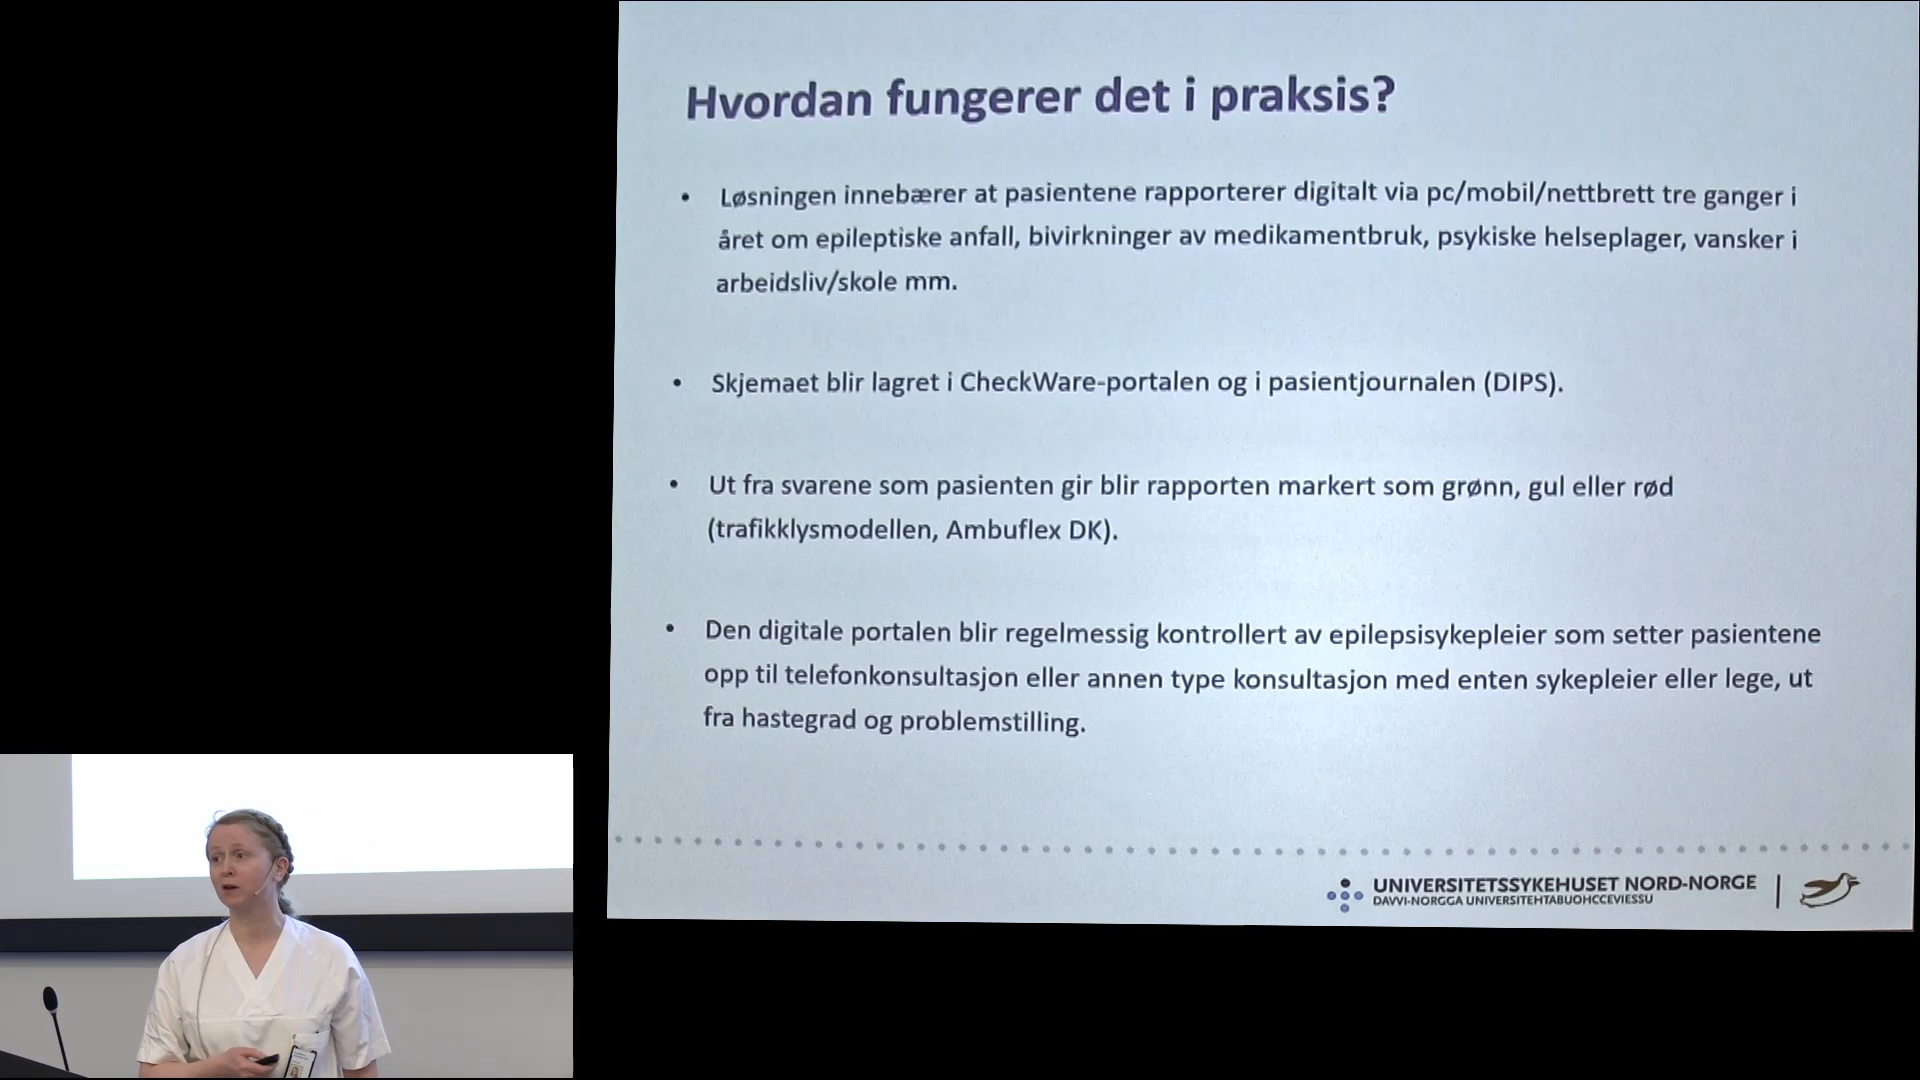 Hvordan fungerer det i praksis?
• Løsningen innebærer at pasientene rapporterer digitalt via pc/mobil/nettbrett tre ganger i
året om epileptiske anfall, bivirkninger av medikamentbruk, psykiske helseplager, vansker i
arbeidsliv/skole mm.
• Skjemaet blir lagret i CheckWare-portalen og i pasientjournalen (DIPS).
• Ut fra svarene som pasienten gir blir rapporten markert som grønn, gul eller rød
(trafikklysmodellen, Ambuflex DK).
• Den digitale portalen blir regelmessig kontrollert av epilepsisykepleier som setter pasientene
opp til telefonkonsultasjon eller annen type konsultasjon med enten sykepleier eller lege, ut
fra hastegrad og problemstilling.
UNIVERSITETSSYKEHUSET NORD-NORGE
DAVVI-NORGGA UNIVERSITEHTABUOHCCEVIESSU